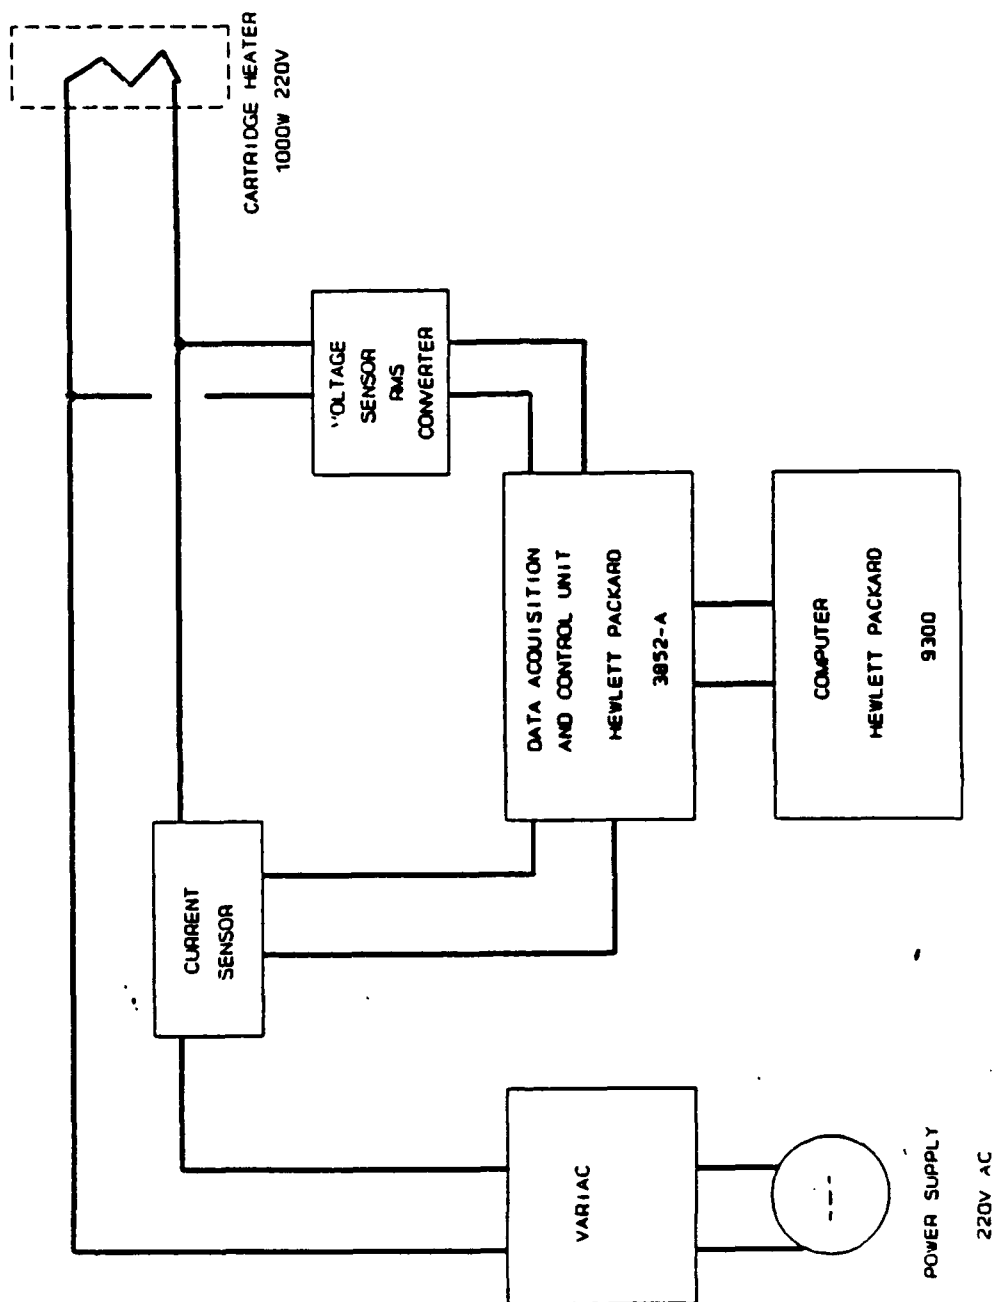 CARTRIDGE HEATER
1000W 220V
VOLTAGE
SENSOR
RMS
CONVERTER
CURRENT
SENSOR
DATA ACQUISITION
AND CONTROL UNIT
HEWLETT PACKARD
3852-A
COMPUTER
HEWLETT PACKARD
9300
VARIAC
POWER SUPPLY
220V AC